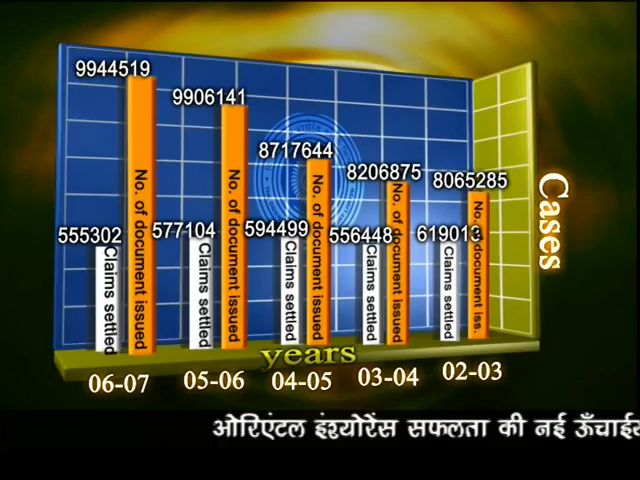 9944519
9906141
8717644
8206875
8065285
555302
577104
594499
556448
619013
Claims settled
No. of document issued
Claims settled
No. of document issued
Claims settled
No. of document issued
Claims settled
No. of document issued
Claims settled
No. document iss.
Cases
years
06-07 05-06 04-05 03-04 02-03
ओरिएंटल इंश्योरेंस सफलता की नई